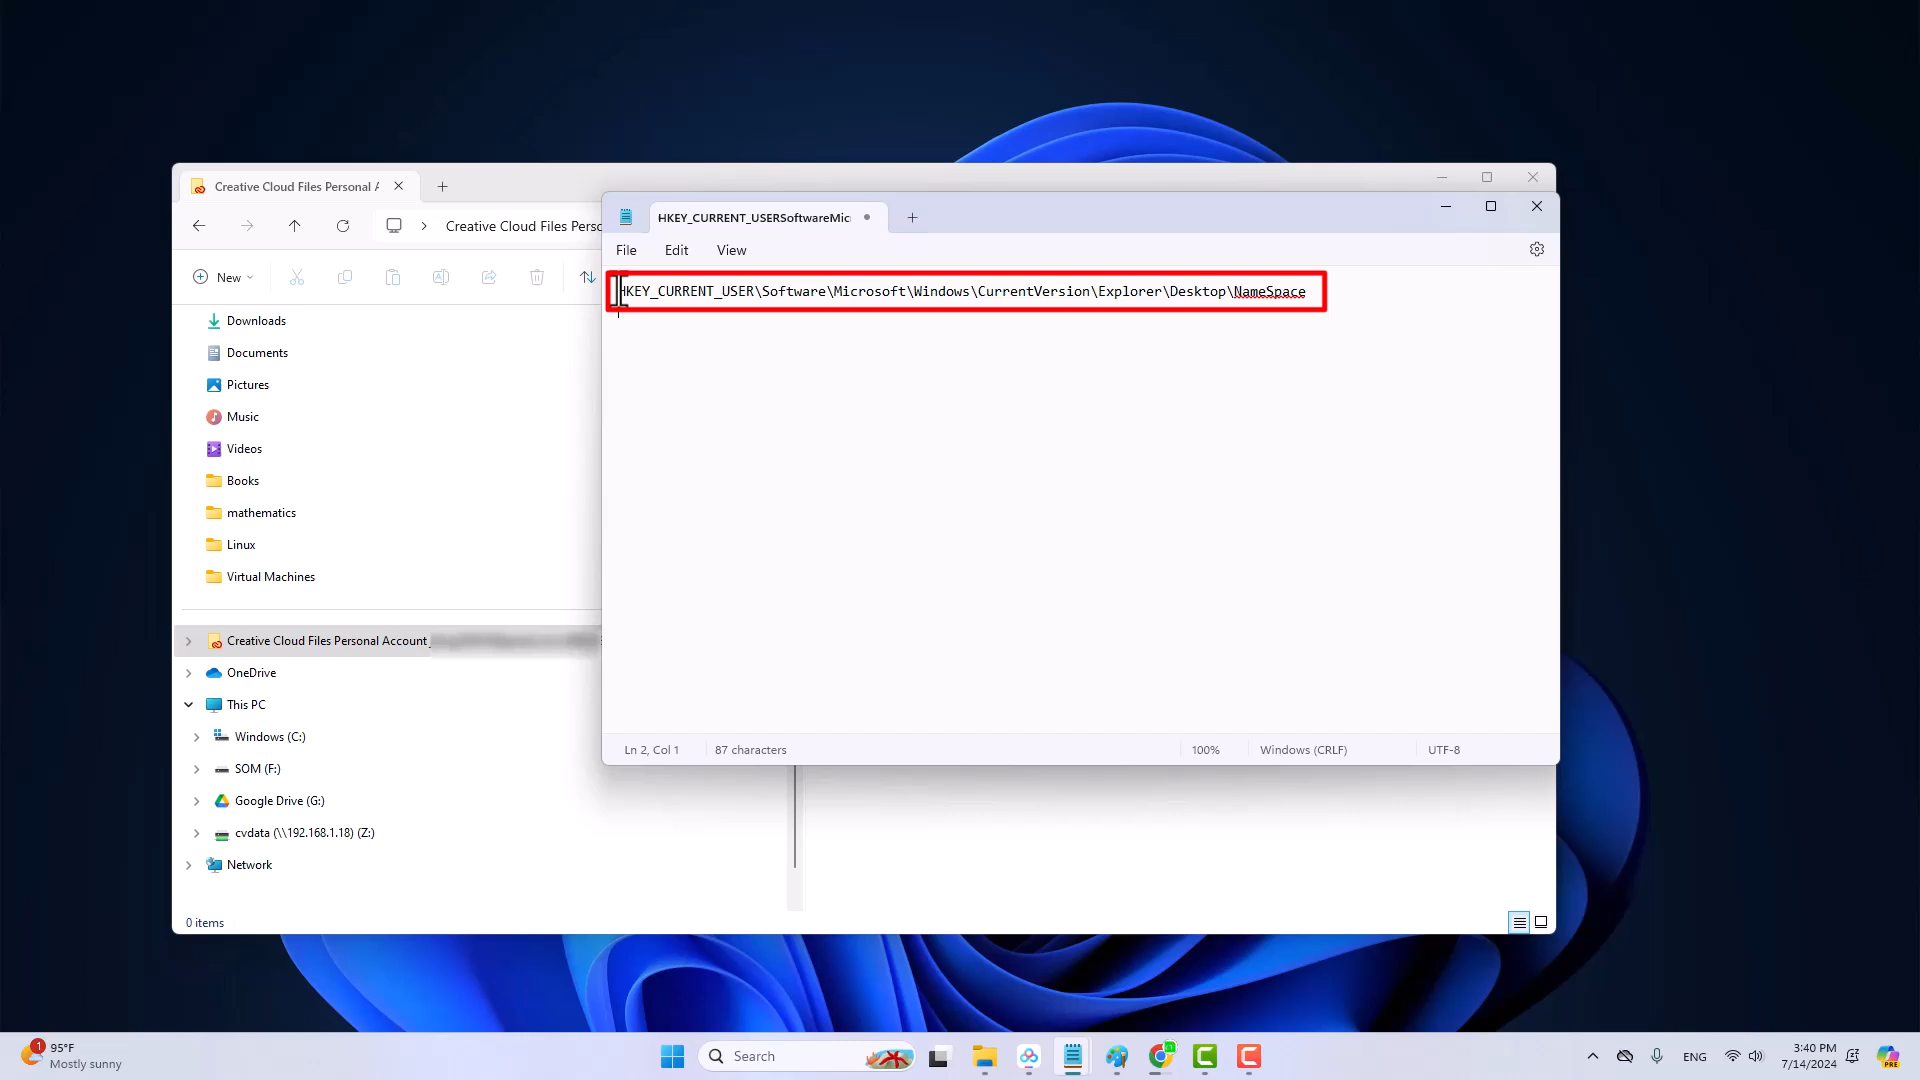 Creative Cloud Files Personal A
Creative Cloud Files Perso
New
Downloads
Documents
Pictures
Music
Videos
Books
mathematics
Linux
Virtual Machines
Creative Cloud Files Personal Account
OneDrive
This PC
Windows (C:)
SOM (F:)
Google Drive (G:)
cvdata (\\192.168.1.18) (Z:)
Network
0 items
HKEY_CURRENT_USERSoftwareMic
File Edit View
HKEY_CURRENT_USER\Software\Microsoft\Windows\CurrentVersion\Explorer\Desktop\NameSpace
Ln 2, Col 1 87 characters 100% Windows (CRLF) UTF-8
1
95°F
Mostly sunny
Search
ENG
3:40 PM
7/14/2024
PRE